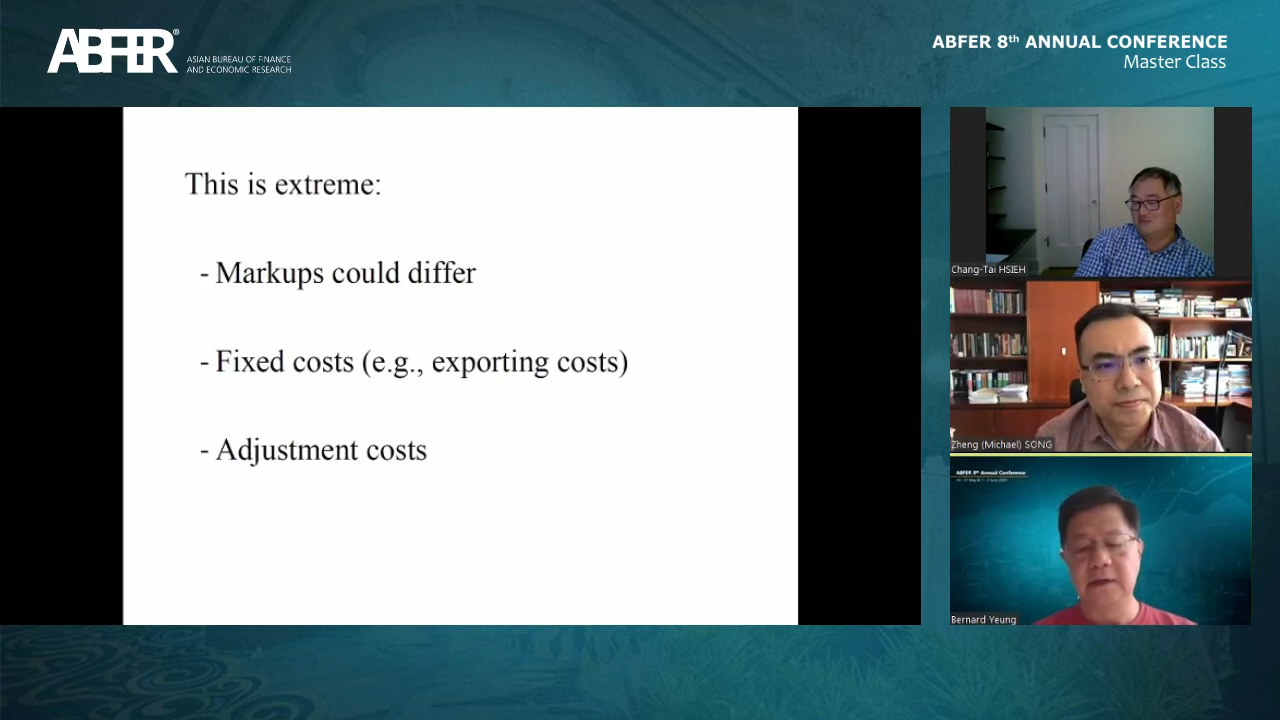 ABFER®
ASIAN BUREAU OF FINANCE
AND ECONOMIC RESEARCH
ABFER 8th ANNUAL CONFERENCE
Master Class
This is extreme:
- Markups could differ
- Fixed costs (e.g., exporting costs)
- Adjustment costs
Chang-Tai HSIEH
Zheng (Michael) SONG
ABFER 8th Annual Conference
Bernard Yeung